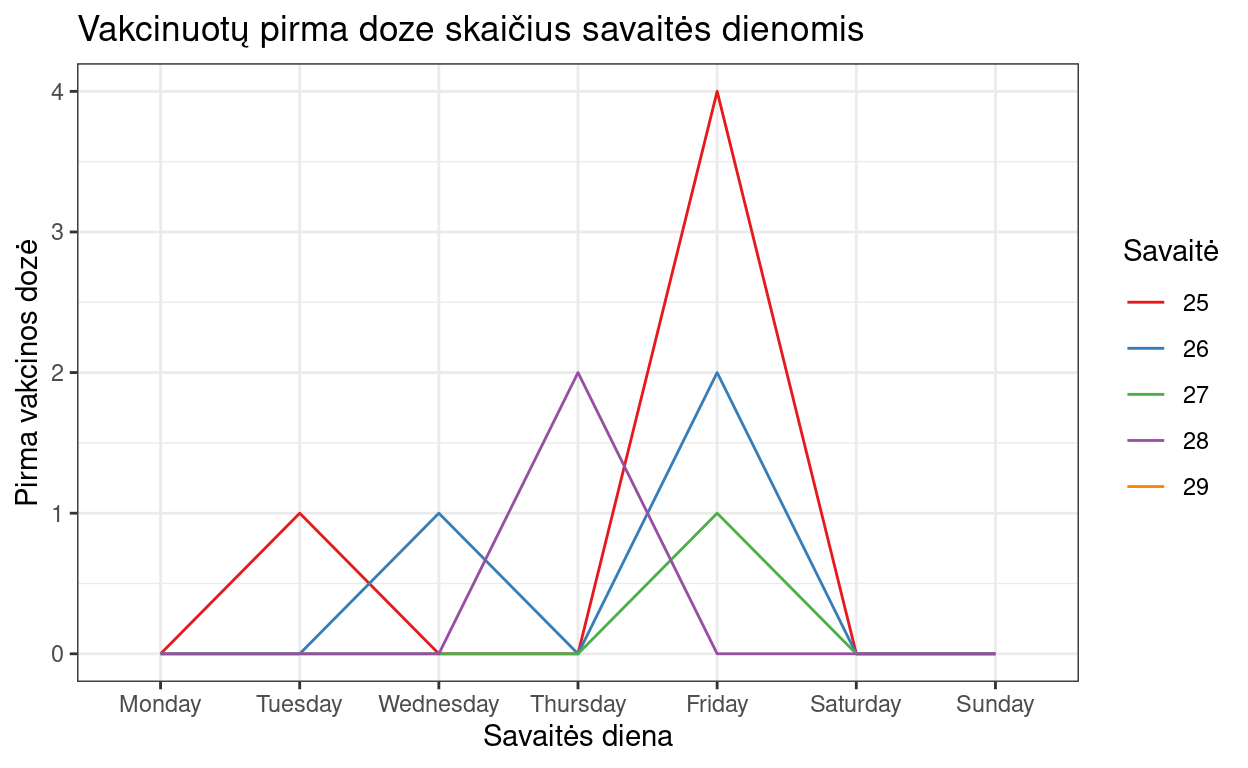 Vakcinuotų pirma doze skaičius savaitės dienomis
Pirma vakcinos dozė
4
3
2
1
0
Monday Tuesday Wednesday Thursday Friday Saturday Sunday
Savaitės diena
Savaitė
25
26
27
28
29